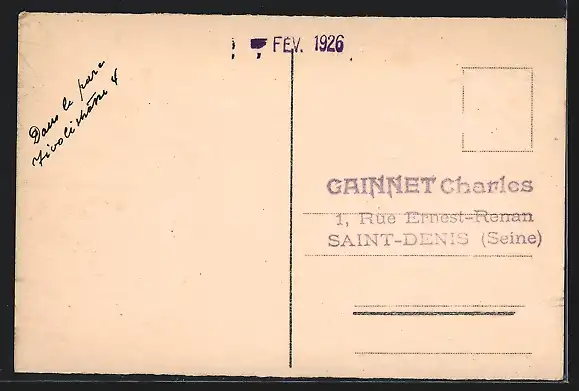 FEV. 1926
Dans le parc
Tivoli
GAINNET Charles
1, Rue Ernest-Renan
SAINT-DENIS (Seine)